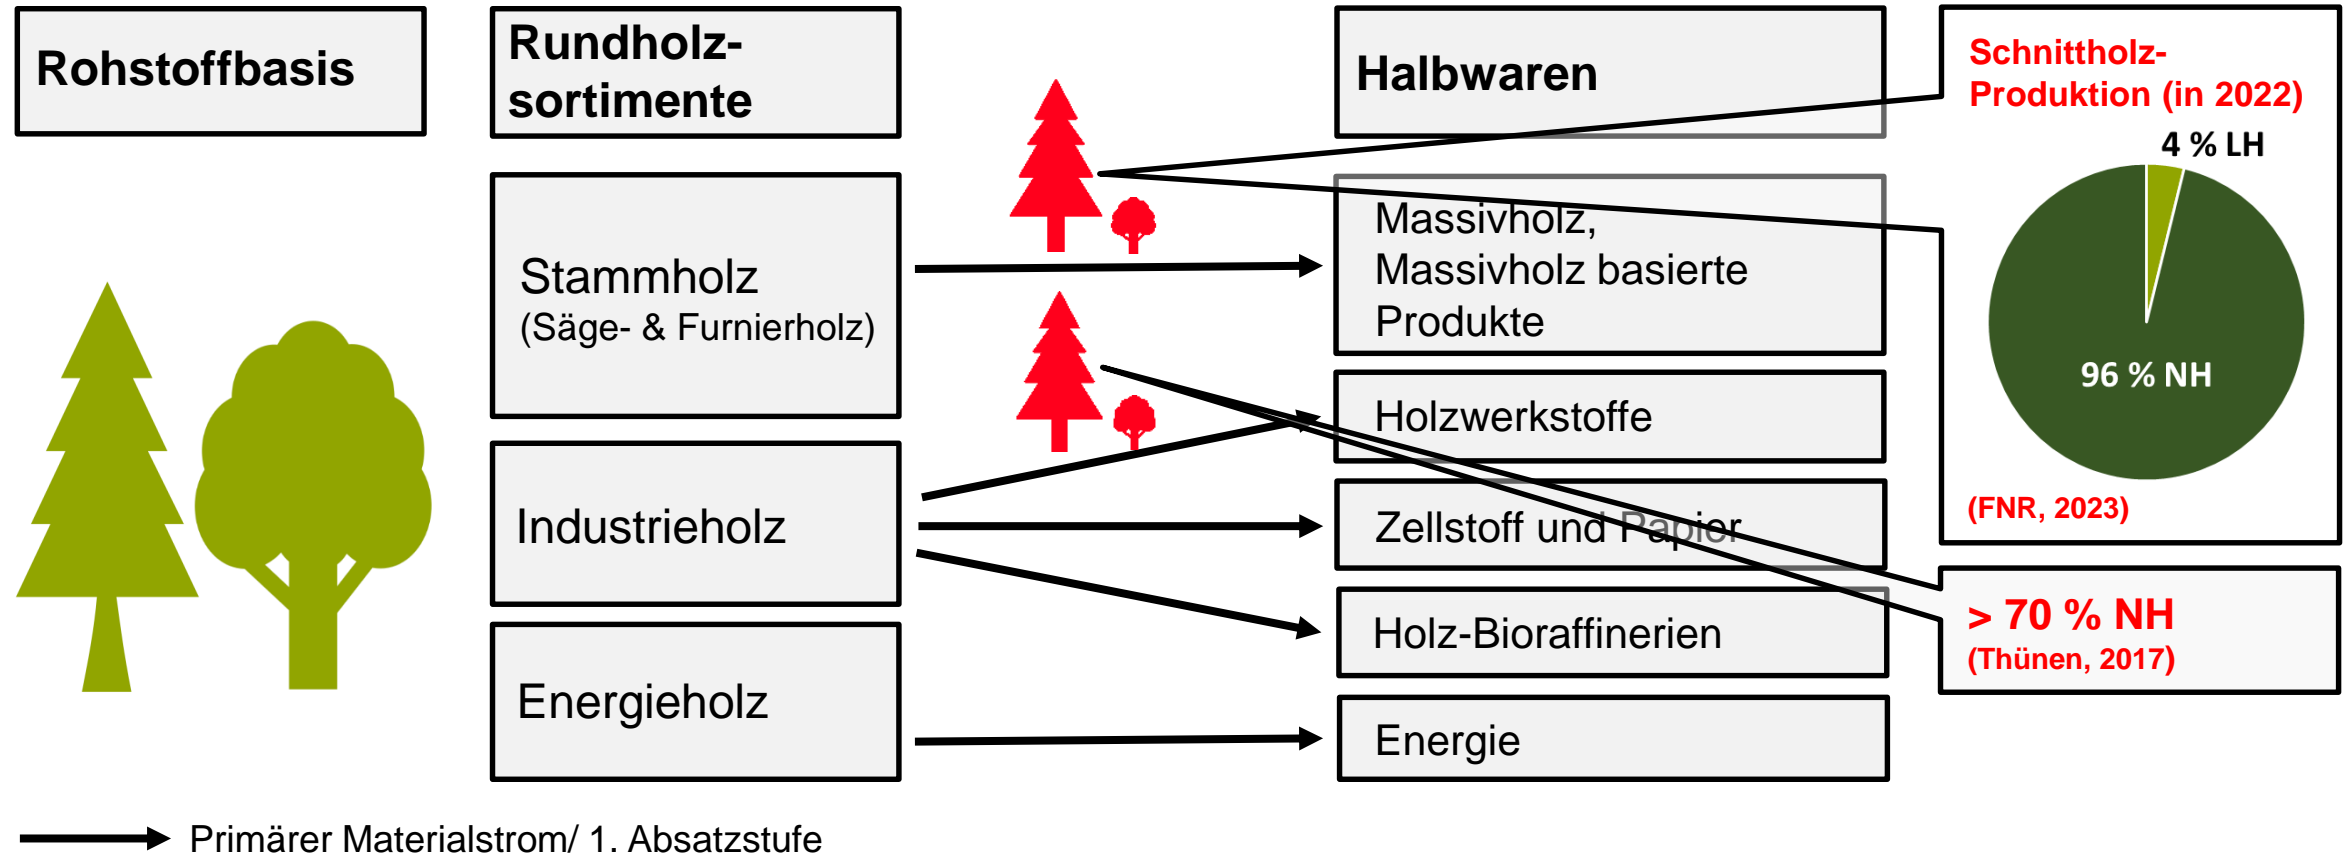 Rohstoffbasis
Rundholz-
sortimente
Halbwaren
Schnittholz-
Produktion (in 2022)
4 % LH
96 % NH
(FNR, 2023)
Stammholz
(Säge- & Furnierholz)
Massivholz,
Massivholz basierte
Produkte
Holzwerkstoffe
Industrieholz
Zellstoff und Papier
Holz-Bioraffinerien
> 70 % NH
(Thünen, 2017)
Energieholz
Energie
Primärer Materialstrom/ 1. Absatzstufe